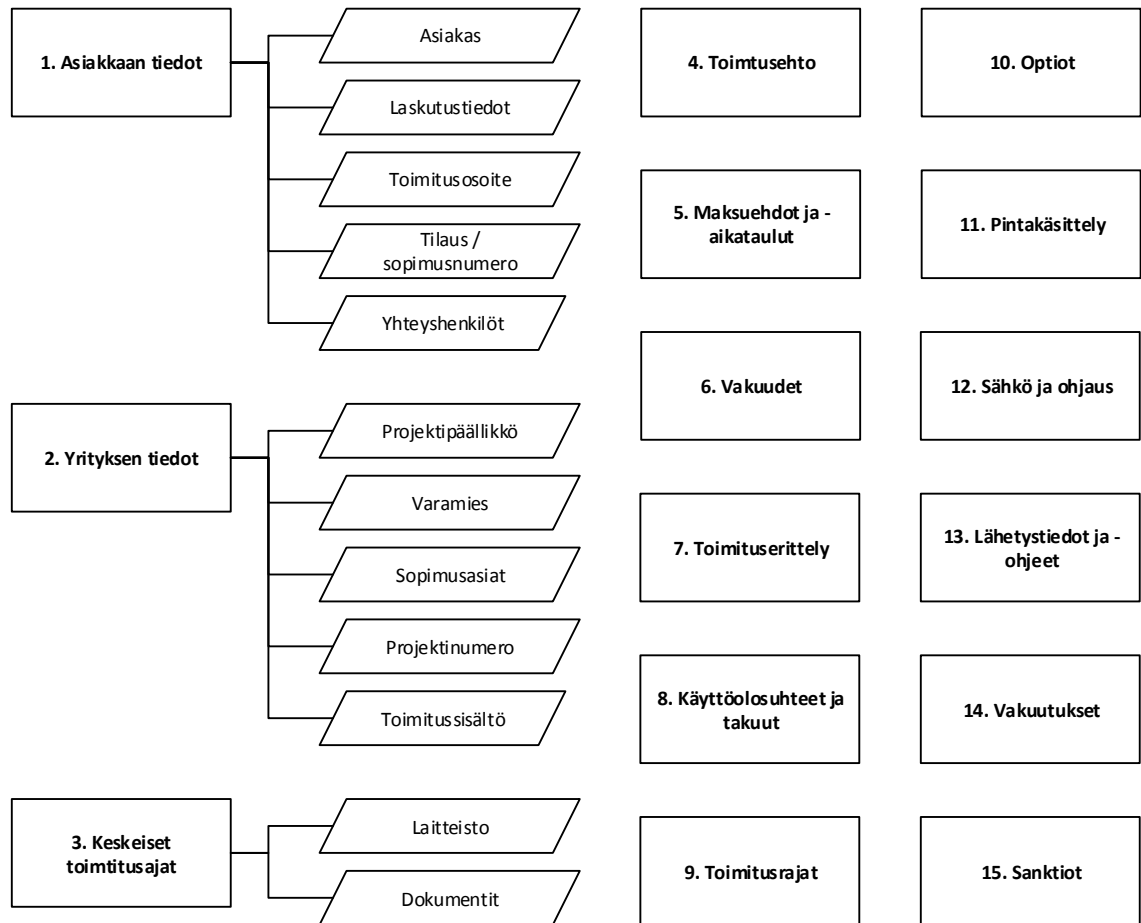 1. Asiakkaan tiedot
Asiakas
Laskutustiedot
Toimitusosoite
Tilaus /
sopimusnumero
Yhteyshenkilöt
2. Yrityksen tiedot
Projektipäällikkö
Varamies
Sopimusasiat
Projektinumero
Toimitussisältö
3. Keskeiset
toimtitusajat
Laitteisto
Dokumentit
4. Toimtusehto
5. Maksuehdot ja -
aikataulut
6. Vakuudet
7. Toimituserittely
8. Käyttöolosuhteet ja
takuut
9. Toimitusrajat
10. Optiot
11. Pintakäsittely
12. Sähkö ja ohjaus
13. Lähetystiedot ja -
ohjeet
14. Vakuutukset
15. Sanktiot